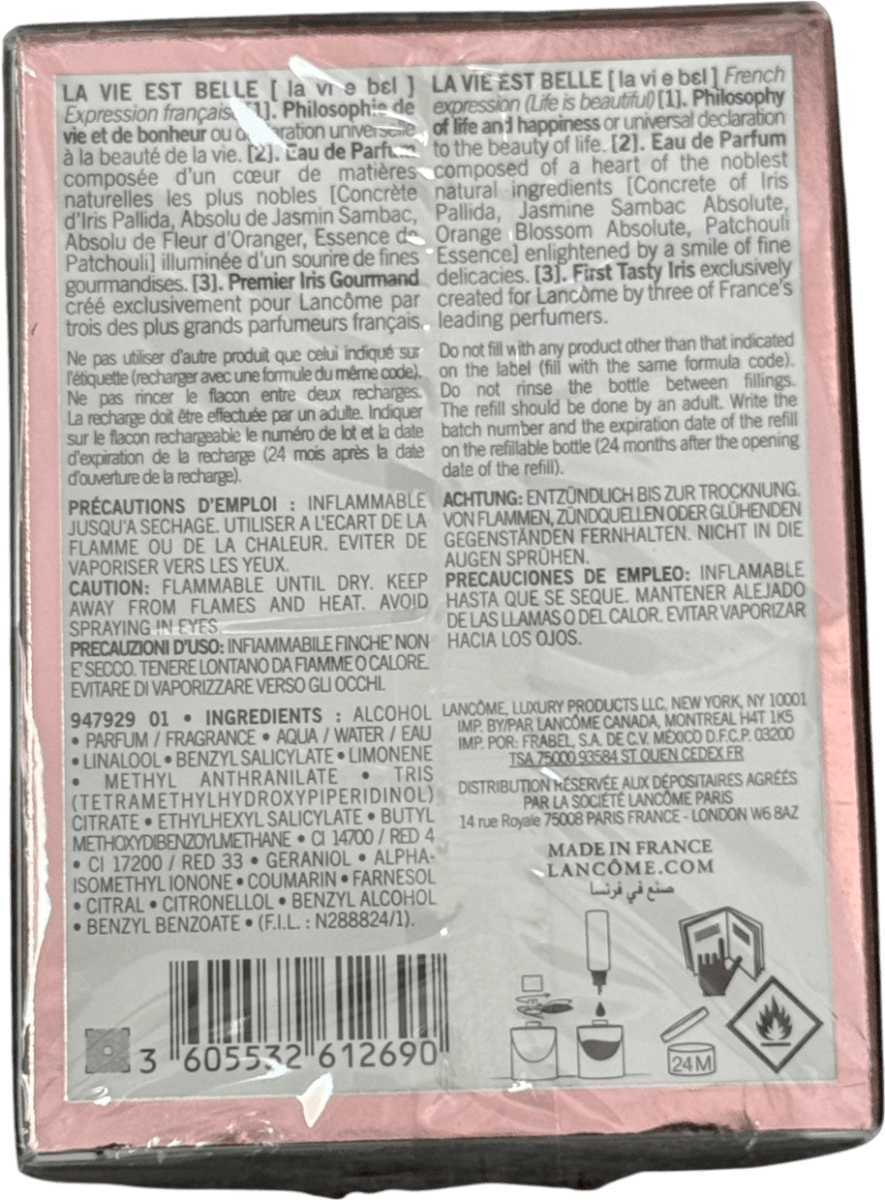 LA VIE EST BELLE [ la vi e bɛl ]
Expression française [1]. Philosophie de
vie et de bonheur ou déclaration universelle
à la beauté de la vie. [2]. Eau de Parfum
composée d'un cœur de matières
naturelles les plus nobles [Concrète
d'Iris Pallida, Absolu de Jasmin Sambac,
Absolu de Fleur d'Oranger, Essence de
Patchouli] illuminée d'un sourire de fines
gourmandises. [3]. Premier Iris Gourmand
créé exclusivement pour Lancôme par
trois des plus grands parfumeurs français.
Ne pas utiliser d'autre produit que celui indiqué sur
l'étiquette (recharger avec une formule du même code).
Ne pas rincer le flacon entre deux recharges.
La recharge doit être effectuée par un adulte. Indiquer
sur le flacon rechargeable le numéro de lot et la date
d'expiration de la recharge (24 mois après la date
d'ouverture de la recharge).
PRÉCAUTIONS D'EMPLOI : INFLAMMABLE
JUSQU'A SECHAGE. UTILISER A L'ECART DE LA
FLAMME OU DE LA CHALEUR. EVITER DE
VAPORISER VERS LES YEUX.
CAUTION: FLAMMABLE UNTIL DRY. KEEP
AWAY FROM FLAMES AND HEAT. AVOID
SPRAYING IN EYES.
PRECAUZIONI D'USO: INFIAMMABILE FINCHE' NON
E' SECCO. TENERE LONTANO DA FIAMME O CALORE.
EVITARE DI VAPORIZZARE VERSO GLI OCCHI.
947929 01 • INGREDIENTS : ALCOHOL
• PARFUM / FRAGRANCE • AQUA / WATER / EAU
• LINALOOL • BENZYL SALICYLATE • LIMONENE
• METHYL ANTHRANILATE • TRIS
(TETRAMETHYLHYDROXYPIPERIDINOL)
CITRATE • ETHYLHEXYL SALICYLATE • BUTYL
METHOXYDIBENZOYLMETHANE • CI 14700 / RED 4
• CI 17200 / RED 33 • GERANIOL • ALPHA-
ISOMETHYL IONONE • COUMARIN • FARNESOL
• CITRAL • CITRONELLOL • BENZYL ALCOHOL
• BENZYL BENZOATE • (F.I.L. : N288824/1).
3 605532 612690
LA VIE EST BELLE [ la vi e bɛl ] French
expression (Life is beautiful) [1]. Philosophy
of life and happiness or universal declaration
to the beauty of life. [2]. Eau de Parfum
composed of a heart of the noblest
natural ingredients [Concrete of Iris
Pallida, Jasmine Sambac Absolute,
Orange Blossom Absolute, Patchouli
Essence] enlightened by a smile of fine
delicacies. [3]. First Tasty Iris exclusively
created for Lancôme by three of France's
leading perfumers.
Do not fill with any product other than that indicated
on the label (fill with the same formula code).
Do not rinse the bottle between fillings.
The refill should be done by an adult. Write the
batch number and the expiration date of the refill
on the refillable bottle (24 months after the opening
date of the refill).
ACHTUNG: ENTZÜNDLICH BIS ZUR TROCKNUNG.
VON FLAMMEN, ZÜNDQUELLEN ODER GLÜHENDEN
GEGENSTÄNDEN FERNHALTEN. NICHT IN DIE
AUGEN SPRÜHEN.
PRECAUCIONES DE EMPLEO: INFLAMABLE
HASTA QUE SE SEQUE. MANTENER ALEJADO
DE LAS LLAMAS O DEL CALOR. EVITAR VAPORIZAR
HACIA LOS OJOS.
LANCÔME, LUXURY PRODUCTS LLC, NEW YORK, NY 10001
IMP. BY/PAR LANCÔME CANADA, MONTREAL H4T 1K5
IMP. POR: FRABEL, S.A. DE C.V. MÉXICO D.F.C.P. 03200
TSA 75000 93584 ST OUEN CEDEX FR
DISTRIBUTION RÉSERVÉE AUX DÉPOSITAIRES AGRÉÉS
PAR LA SOCIÉTÉ LANCÔME PARIS
14 rue Royale 75008 PARIS FRANCE - LONDON W6 8AZ
MADE IN FRANCE
LANCÔME.COM
صنع في فرنسا
24 M